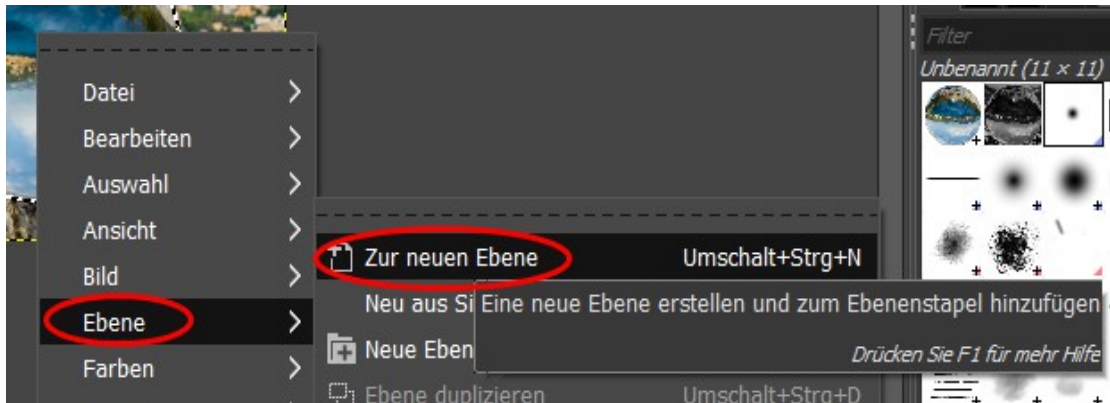 Filter
Unbenannt (11 × 11)
Datei
Bearbeiten
Auswahl
Ansicht
Bild
Ebene
Farben
Zur neuen Ebene Umschalt+Strg+N
Neu aus Si
Eine neue Ebene erstellen und zum Ebenenstapel hinzufügen
Drücken Sie F1 für mehr Hilfe
Neue Eben
Ebene duplizieren Umschalt+Strg+D